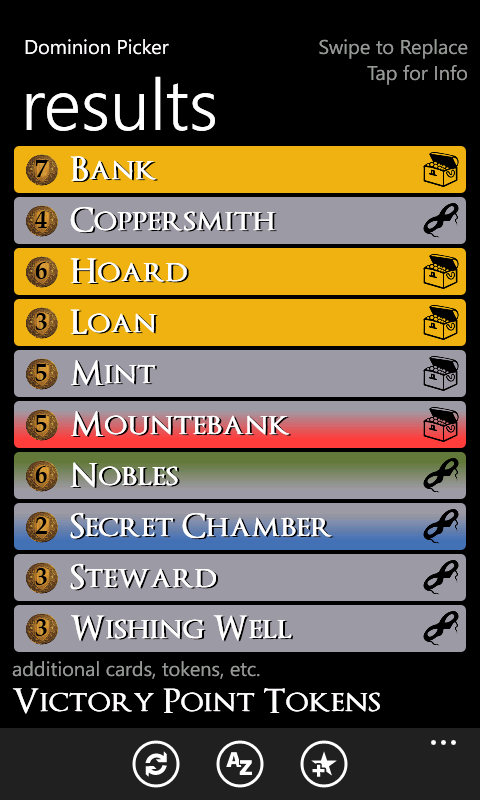 Dominion Picker
Swipe to Replace
Tap for Info
results
7 Bank
4 Coppersmith
6 Hoard
3 Loan
5 Mint
5 Mountebank
6 Nobles
2 Secret Chamber
3 Steward
3 Wishing Well
additional cards, tokens, etc.
Victory Point Tokens
AZ